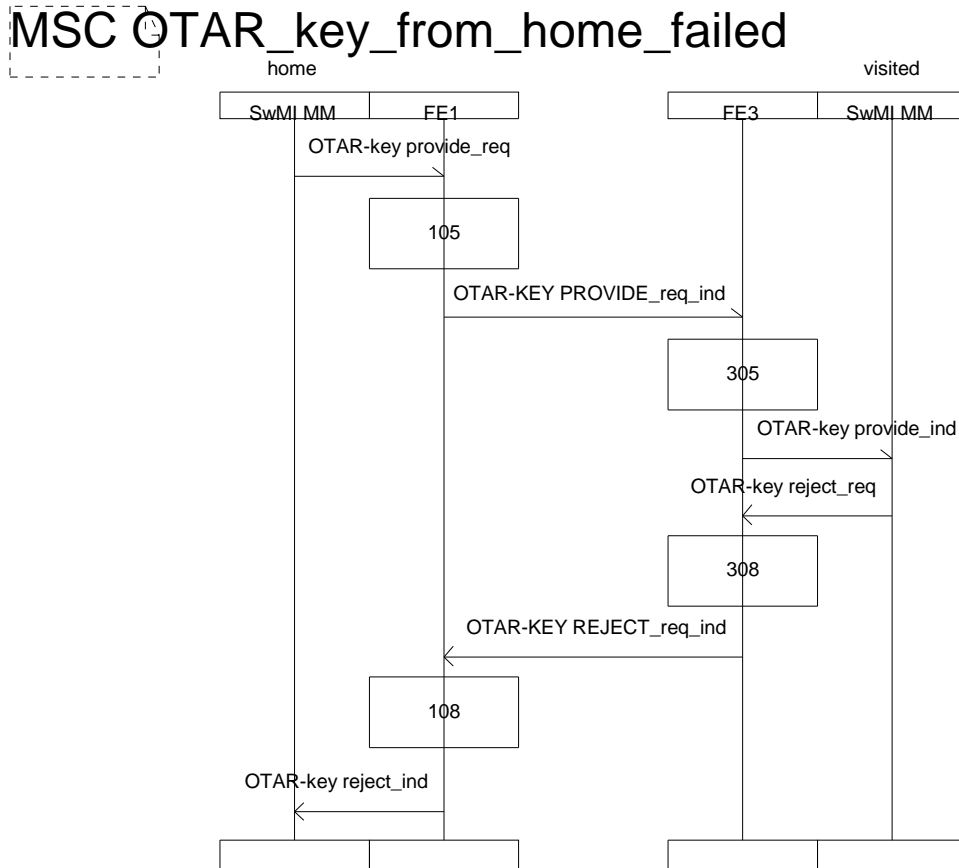 MSC OTAR_key_from_home_failed
home
visited
SwMI MM
FE1
FE3
SwMI MM
OTAR-key provide_req
105
OTAR-KEY PROVIDE_req_ind
305
OTAR-key provide_ind
OTAR-key reject_req
308
OTAR-KEY REJECT_req_ind
108
OTAR-key reject_ind